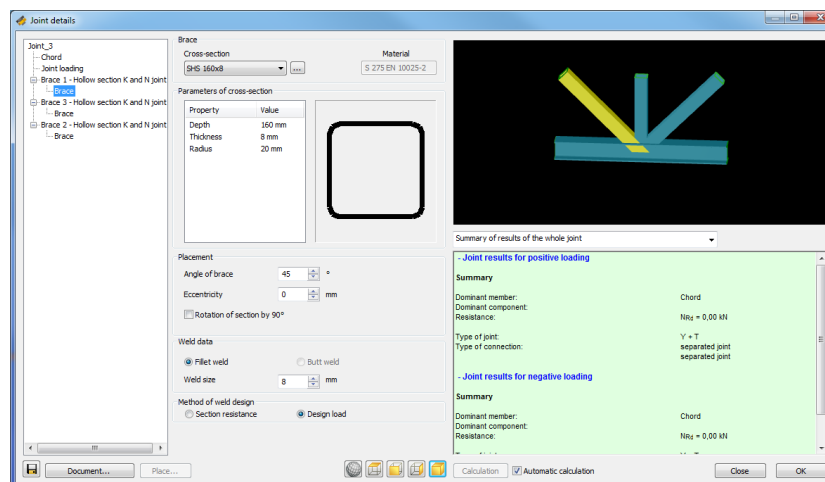 Joint details
Joint_3
Chord
Joint loading
Brace 1 - Hollow section K and N joint
Brace
Brace 3 - Hollow section K and N joint
Brace
Brace 2 - Hollow section K and N joint
Brace
Brace
Cross-section
Material
SHS 160x8
...
S 275 EN 10025-2
Parameters of cross-section
Property Value
Depth 160 mm
Thickness 8 mm
Radius 20 mm
Placement
Angle of brace 45 °
Eccentricity 0 mm
Rotation of section by 90°
Weld data
Fillet weld Butt weld
Weld size 8 mm
Method of weld design
Section resistance Design load
Summary of results of the whole joint
- Joint results for positive loading
Summary
Dominant member: Chord
Dominant component:
Resistance: NRd = 0,00 kN
Type of joint: Y + T
Type of connection: separated joint
separated joint
- Joint results for negative loading
Summary
Dominant member: Chord
Dominant component:
Resistance: NRd = 0,00 kN
Document... Place...
Calculation Automatic calculation Close OK